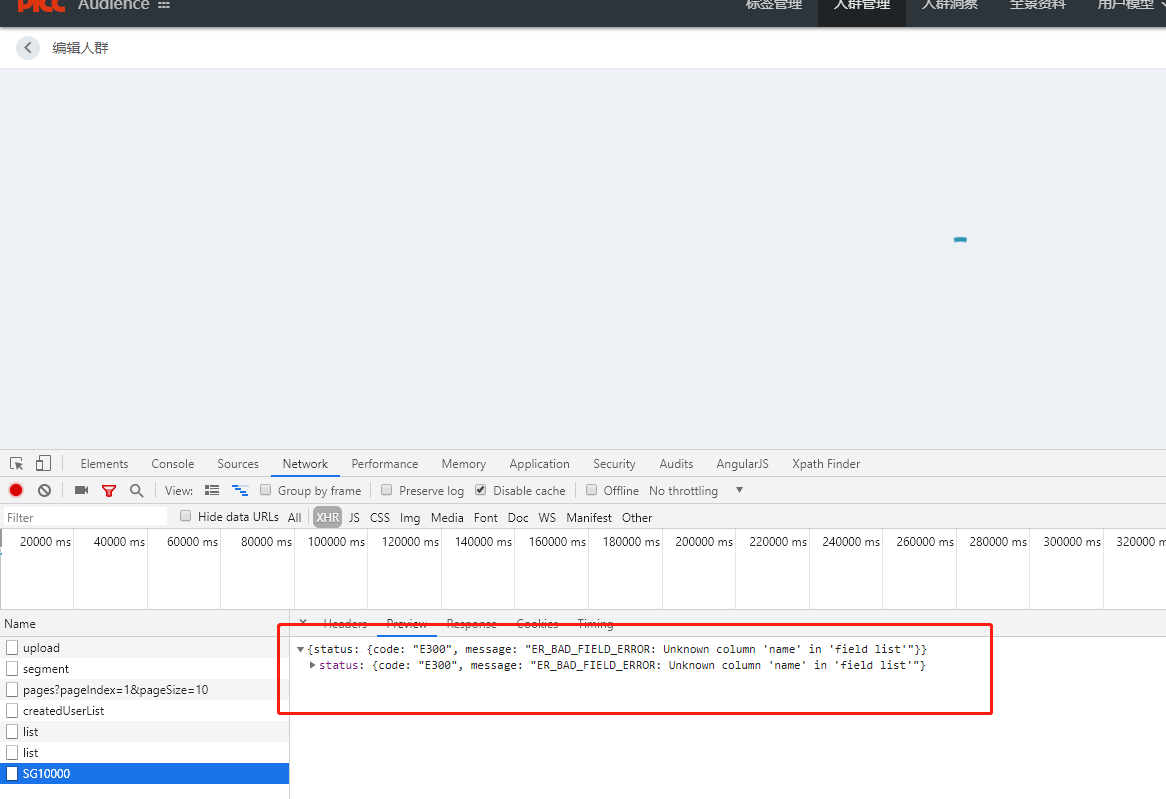 PICC Audience 标签管理 人群管理 人群洞察 全景资料 用户模型
编辑人群
Elements Console Sources Network Performance Memory Application Security Audits AngularJS Xpath Finder
View: Group by frame Preserve log Disable cache Offline No throttling
Filter Hide data URLs All XHR JS CSS Img Media Font Doc WS Manifest Other
20000 ms 40000 ms 60000 ms 80000 ms 100000 ms 120000 ms 140000 ms 160000 ms 180000 ms 200000 ms 220000 ms 240000 ms 260000 ms 280000 ms 300000 ms 320000 m
Name × Headers Preview Response Cookies Timing
upload
segment
pages?pageIndex=1&pageSize=10
createdUserList
list
list
SG10000
{status: {code: "E300", message: "ER_BAD_FIELD_ERROR: Unknown column 'name' in 'field list'"}}
status: {code: "E300", message: "ER_BAD_FIELD_ERROR: Unknown column 'name' in 'field list'"}